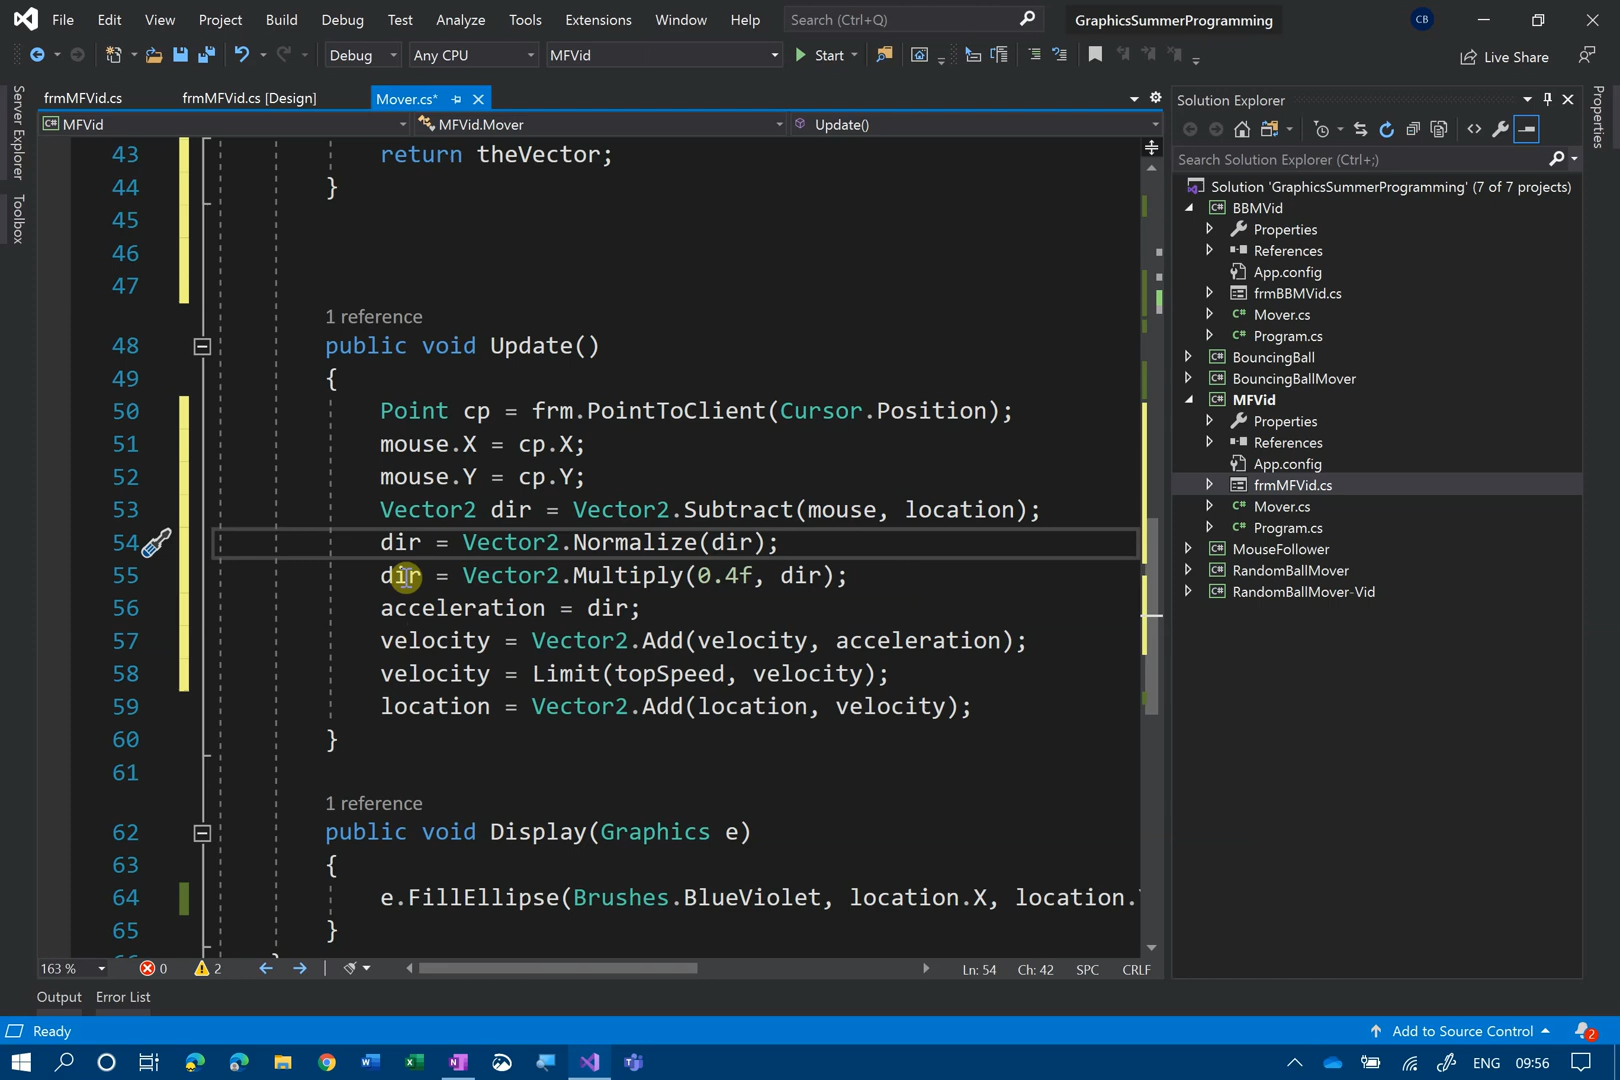 File Edit View Project Build Debug Test Analyze Tools Extensions Window Help Search (Ctrl+Q) GraphicsSummerProgramming CB
Debug Any CPU MFVid Start Live Share
Server Explorer
Toolbox
frmMFVid.cs frmMFVid.cs [Design] Mover.cs*
MFVid MFVid.Mover Update()
43 return theVector;
44 }
45
46
47
1 reference
48 public void Update()
49 {
50 Point cp = frm.PointToClient(Cursor.Position);
51 mouse.X = cp.X;
52 mouse.Y = cp.Y;
53 Vector2 dir = Vector2.Subtract(mouse, location);
54 dir = Vector2.Normalize(dir);
55 dir = Vector2.Multiply(0.4f, dir);
56 acceleration = dir;
57 velocity = Vector2.Add(velocity, acceleration);
58 velocity = Limit(topSpeed, velocity);
59 location = Vector2.Add(location, velocity);
60 }
61
1 reference
62 public void Display(Graphics e)
63 {
64 e.FillEllipse(Brushes.BlueViolet, location.X, location.
65 }
163 % 0 2 Ln: 54 Ch: 42 SPC CRLF
Output Error List
Solution Explorer
Search Solution Explorer (Ctrl+;)
Solution 'GraphicsSummerProgramming' (7 of 7 projects)
BBMVid
Properties
References
App.config
frmBBMVid.cs
Mover.cs
Program.cs
BouncingBall
BouncingBallMover
MFVid
Properties
References
App.config
frmMFVid.cs
Mover.cs
Program.cs
MouseFollower
RandomBallMover
RandomBallMover-Vid
Properties
Ready Add to Source Control 2
ENG 09:56